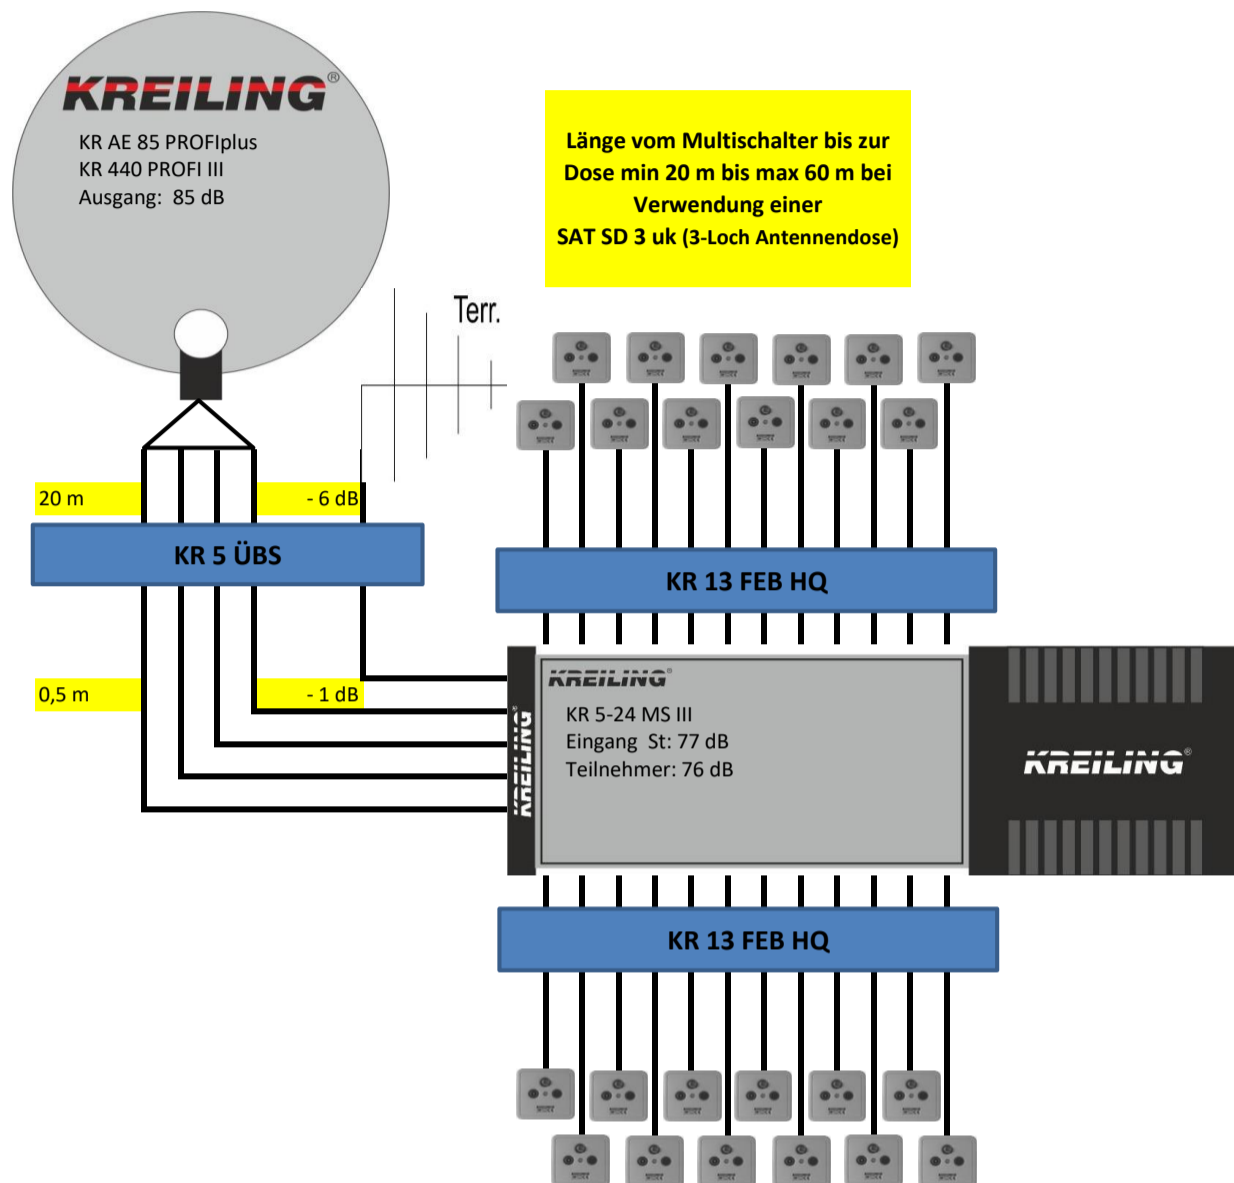 KREILING®
KR AE 85 PROFIplus
KR 440 PROFI III
Ausgang: 85 dB
Länge vom Multischalter bis zur
Dose min 20 m bis max 60 m bei
Verwendung einer
SAT SD 3 uk (3-Loch Antennendose)
Terr.
20 m
- 6 dB
KR 5 ÜBS
KR 13 FEB HQ
0,5 m
- 1 dB
KREILING
KREILING®
KR 5-24 MS III
Eingang St: 77 dB
Teilnehmer: 76 dB
KREILING®
KR 13 FEB HQ